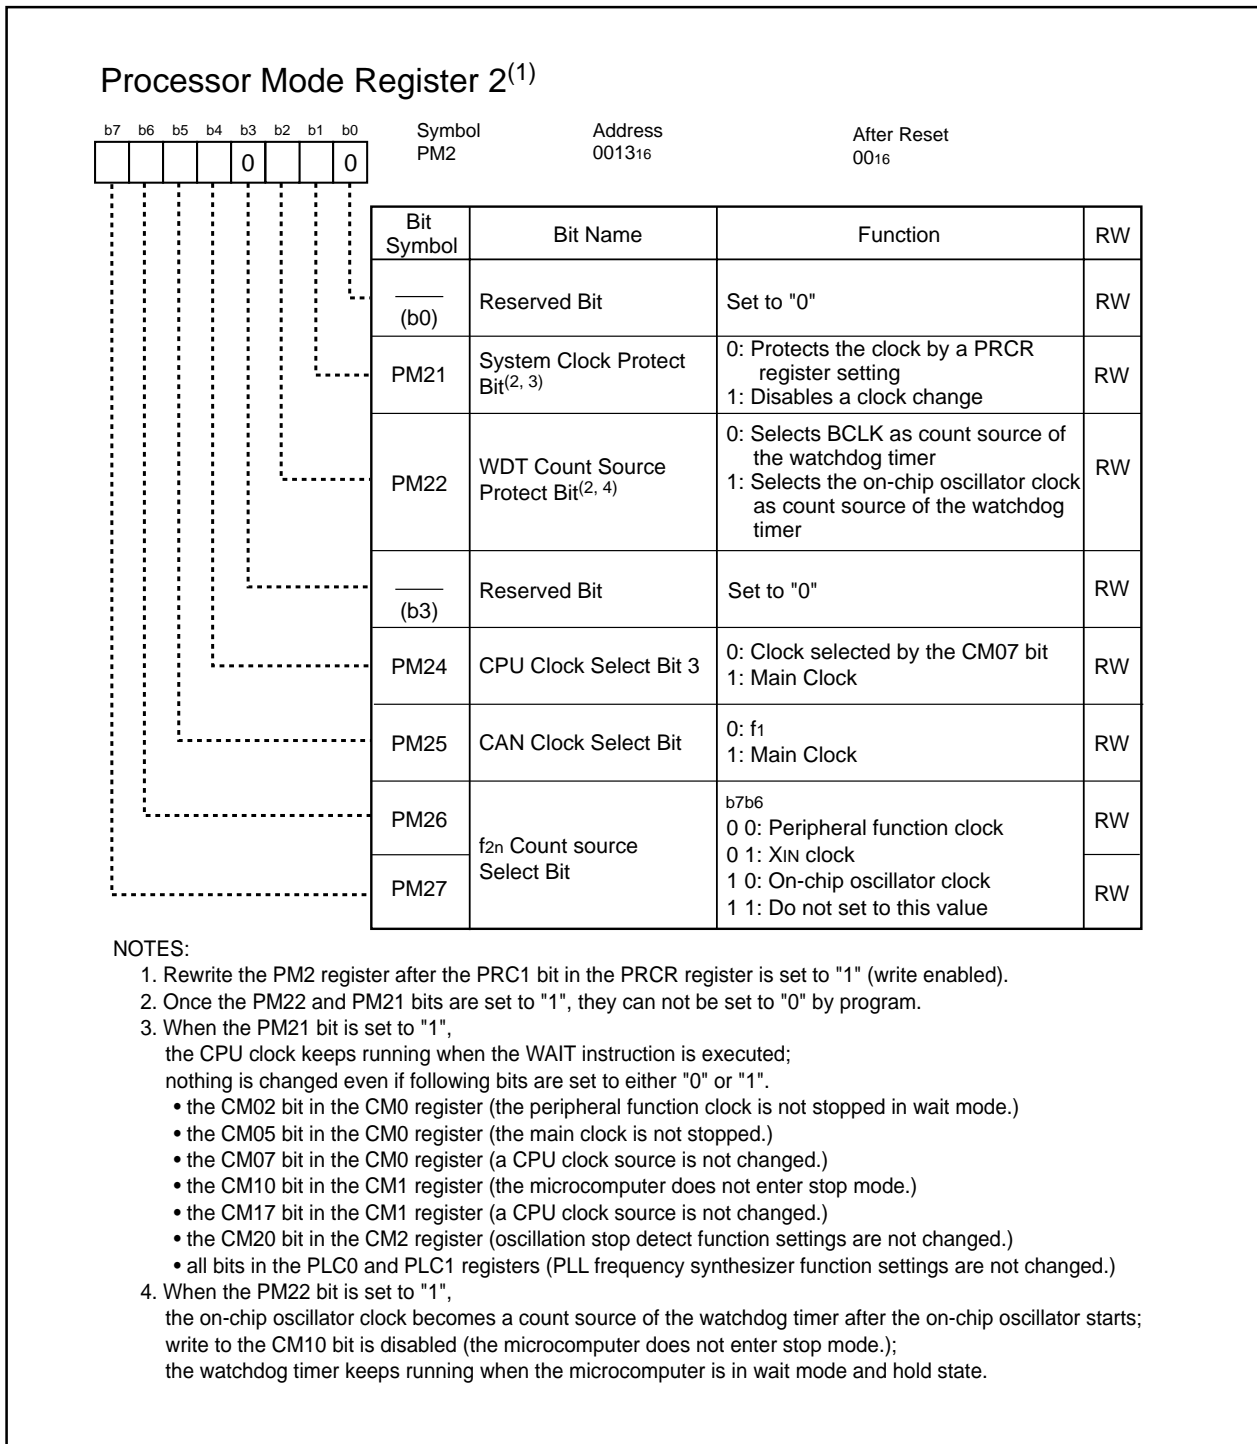 Processor Mode Register 2(1)
b7 b6 b5 b4 b3 b2 b1 b0
0 0
Symbol Address After Reset
PM2 001316 0016
Bit Symbol Bit Name Function RW
(b0) Reserved Bit Set to "0" RW
PM21 System Clock Protect Bit(2, 3) RW
0: Protects the clock by a PRCR
register setting
1: Disables a clock change
PM22 WDT Count Source Protect Bit(2, 4) RW
0: Selects BCLK as count source of
the watchdog timer
1: Selects the on-chip oscillator clock
as count source of the watchdog
timer
(b3) Reserved Bit Set to "0" RW
PM24 CPU Clock Select Bit 3 RW
0: Clock selected by the CM07 bit
1: Main Clock
PM25 CAN Clock Select Bit RW
0: f1
1: Main Clock
PM26 RW
PM27 RW
f2n Count source
Select Bit
b7b6
0 0: Peripheral function clock
0 1: XIN clock
1 0: On-chip oscillator clock
1 1: Do not set to this value
NOTES:
1. Rewrite the PM2 register after the PRC1 bit in the PRCR register is set to "1" (write enabled).
2. Once the PM22 and PM21 bits are set to "1", they can not be set to "0" by program.
3. When the PM21 bit is set to "1",
the CPU clock keeps running when the WAIT instruction is executed;
nothing is changed even if following bits are set to either "0" or "1".
• the CM02 bit in the CM0 register (the peripheral function clock is not stopped in wait mode.)
• the CM05 bit in the CM0 register (the main clock is not stopped.)
• the CM07 bit in the CM0 register (a CPU clock source is not changed.)
• the CM10 bit in the CM1 register (the microcomputer does not enter stop mode.)
• the CM17 bit in the CM1 register (a CPU clock source is not changed.)
• the CM20 bit in the CM2 register (oscillation stop detect function settings are not changed.)
• all bits in the PLC0 and PLC1 registers (PLL frequency synthesizer function settings are not changed.)
4. When the PM22 bit is set to "1",
the on-chip oscillator clock becomes a count source of the watchdog timer after the on-chip oscillator starts;
write to the CM10 bit is disabled (the microcomputer does not enter stop mode.);
the watchdog timer keeps running when the microcomputer is in wait mode and hold state.